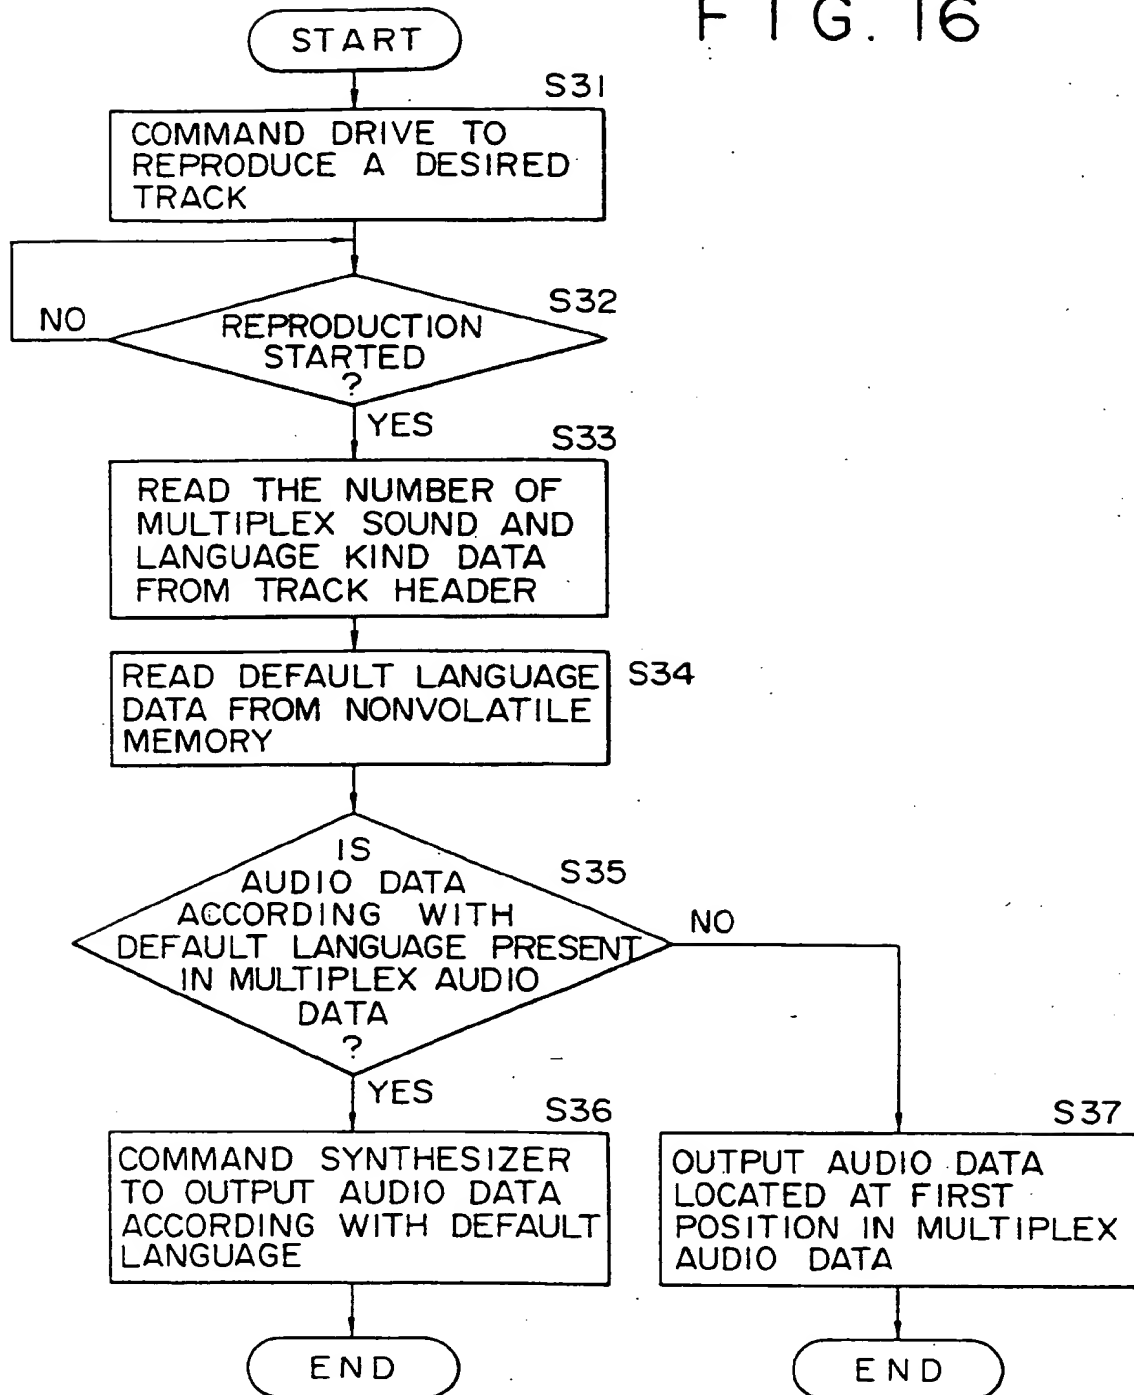 FIG. 16
START
S31
COMMAND DRIVE TO
REPRODUCE A DESIRED
TRACK
S32
NO
REPRODUCTION
STARTED
?
YES
S33
READ THE NUMBER OF
MULTIPLEX SOUND AND
LANGUAGE KIND DATA
FROM TRACK HEADER
READ DEFAULT LANGUAGE
DATA FROM NONVOLATILE
MEMORY
S34
IS
AUDIO DATA
ACCORDING WITH
DEFAULT LANGUAGE PRESENT
IN MULTIPLEX AUDIO
DATA
?
S35
NO
YES
S36
COMMAND SYNTHESIZER
TO OUTPUT AUDIO DATA
ACCORDING WITH DEFAULT
LANGUAGE
S37
OUTPUT AUDIO DATA
LOCATED AT FIRST
POSITION IN MULTIPLEX
AUDIO DATA
END
END